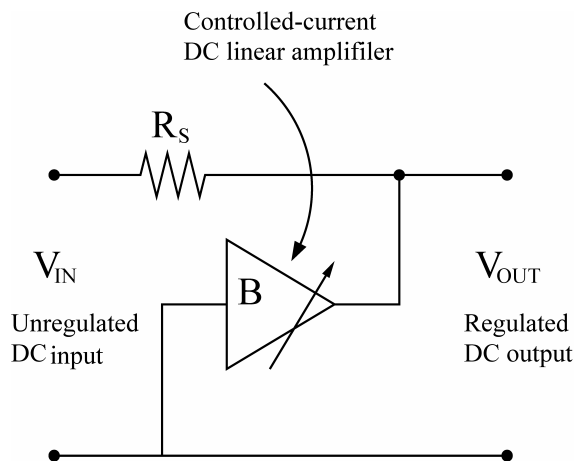 Controlled-current
DC linear amplifiler
RS
B
VIN
Unregulated
DC input
VOUT
Regulated
DC output